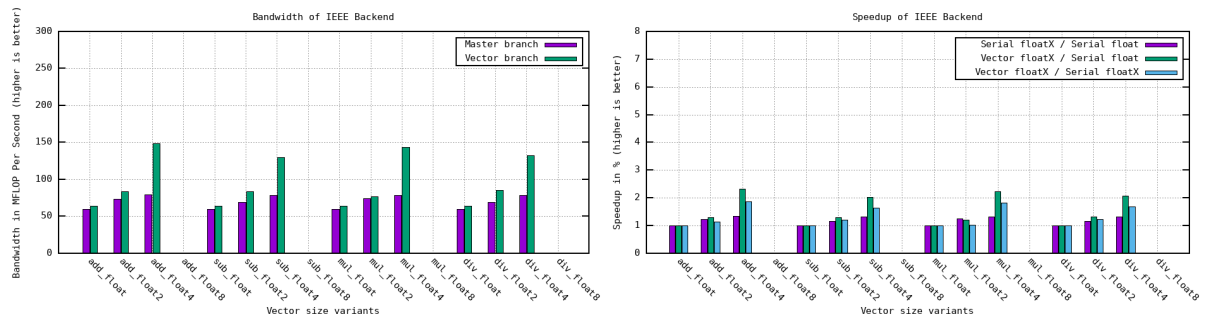 Bandwidth of IEEE Backend
Bandwidth in MFLOP Per Second (higher is better)
300
250
200
150
100
50
0
Master branch
Vector branch
add_float
add_float2
add_float4
add_float8
sub_float
sub_float2
sub_float4
sub_float8
mul_float
mul_float2
mul_float4
mul_float8
div_float
div_float2
div_float4
div_float8
Vector size variants
Speedup of IEEE Backend
Speedup in % (higher is better)
8
7
6
5
4
3
2
1
0
Serial floatX / Serial float
Vector floatX / Serial float
Vector floatX / Serial floatX
add_float
add_float2
add_float4
add_float8
sub_float
sub_float2
sub_float4
sub_float8
mul_float
mul_float2
mul_float4
mul_float8
div_float
div_float2
div_float4
div_float8
Vector size variants